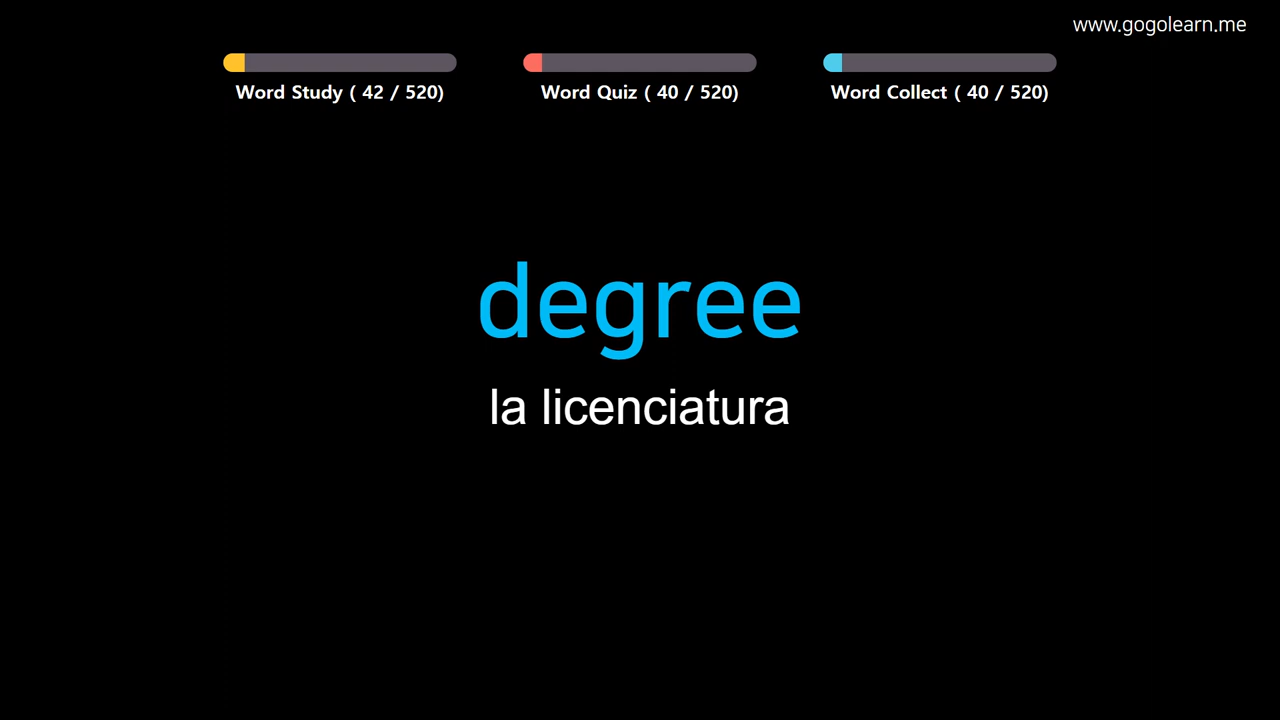 www.gogolearn.me
Word Study ( 42 / 520)
Word Quiz ( 40 / 520)
Word Collect ( 40 / 520)
degree
la licenciatura